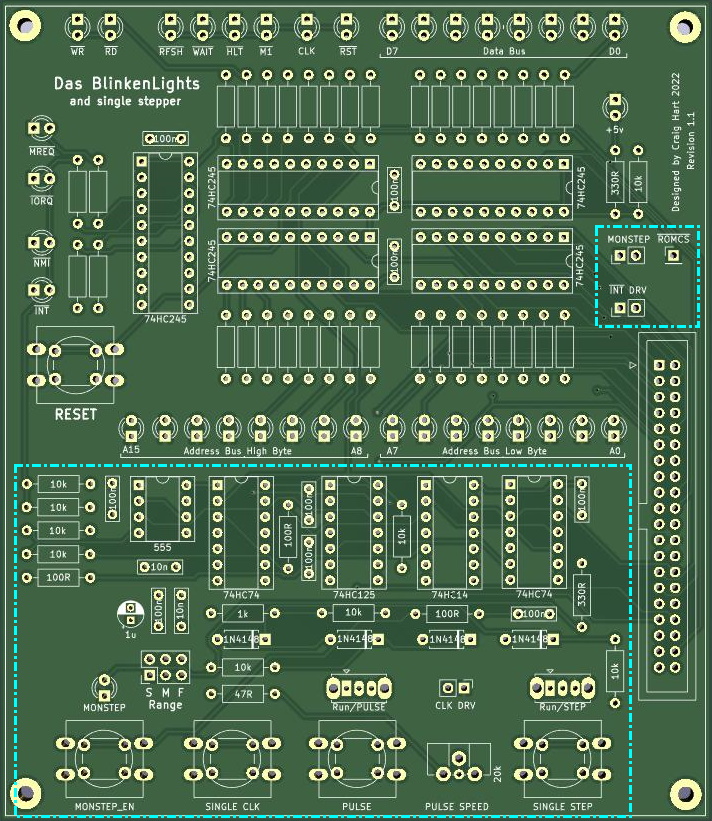 WR RD RFSH WAIT HLT M1 CLK RST D7 Data Bus D0
Das BlinkenLights
and single stepper
Designed by Craig Hart 2022
Revision 1.1
+5v
MREQ
100n
IORQ
74HC245
100n
74HC245
330R
10k
NMI
74HC245
100n
74HC245
MONSTEP ROMCS
INT
INT DRV
74HC245
RESET
A15 Address Bus High Byte A8 A7 Address Bus Low Byte A0
10k
10k
10k
10k
100R
100n
555
10n
74HC74
100R
100n
100n
74HC125
10k
74HC14
74HC74
100n
330R
1u
100n
10n
1k
10k
100R
100n
1N4148
1N4148
1N4148
1N4148
10k
10k
47R
S M F
Range
MONSTEP
Run/PULSE
CLK DRV
Run/STEP
20k
MONSTEP_EN
SINGLE CLK
PULSE
PULSE SPEED
SINGLE STEP